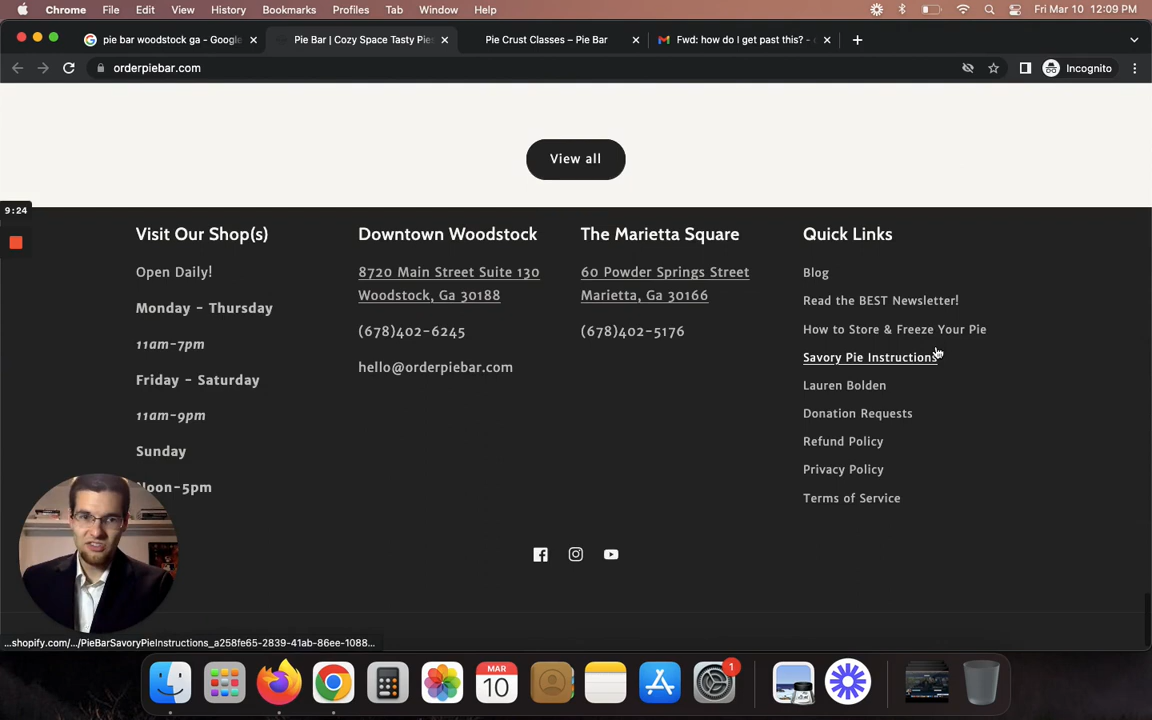 Chrome File Edit View History Bookmarks Profiles Tab Window Help Fri Mar 10 12:09 PM
pie bar woodstock ga - Google Pie Bar | Cozy Space Tasty Pies Pie Crust Classes – Pie Bar Fwd: how do I get past this? -
orderpiebar.com Incognito
View all
9:24
Visit Our Shop(s)
Open Daily!
Monday - Thursday
11am-7pm
Friday - Saturday
11am-9pm
Sunday
Noon-5pm
Downtown Woodstock
8720 Main Street Suite 130
Woodstock, Ga 30188
(678)402-6245
hello@orderpiebar.com
The Marietta Square
60 Powder Springs Street
Marietta, Ga 30166
(678)402-5176
Quick Links
Blog
Read the BEST Newsletter!
How to Store & Freeze Your Pie
Savory Pie Instructions
Lauren Bolden
Donation Requests
Refund Policy
Privacy Policy
Terms of Service
...shopify.com/.../PieBarSavoryPieInstructions_a258fe65-2839-41ab-86ee-1088...
MAR
10
1